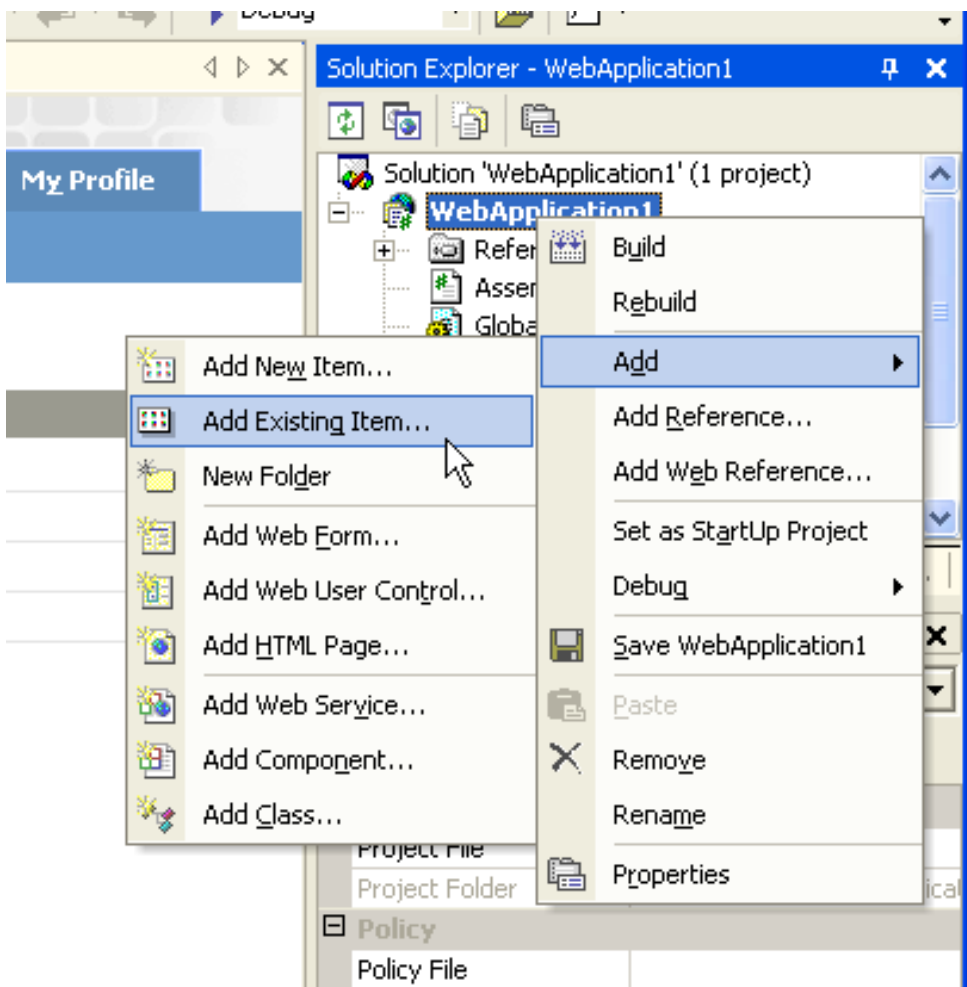 Debug
Solution Explorer - WebApplication1
My Profile
Solution 'WebApplication1' (1 project)
WebApplication1
Build
Rebuild
Add
Add Reference...
Add Web Reference...
Set as StartUp Project
Debug
Save WebApplication1
Paste
Remove
Rename
Properties
Add New Item...
Add Existing Item...
New Folder
Add Web Form...
Add Web User Control...
Add HTML Page...
Add Web Service...
Add Component...
Add Class...
Project File
Project Folder
Policy
Policy File